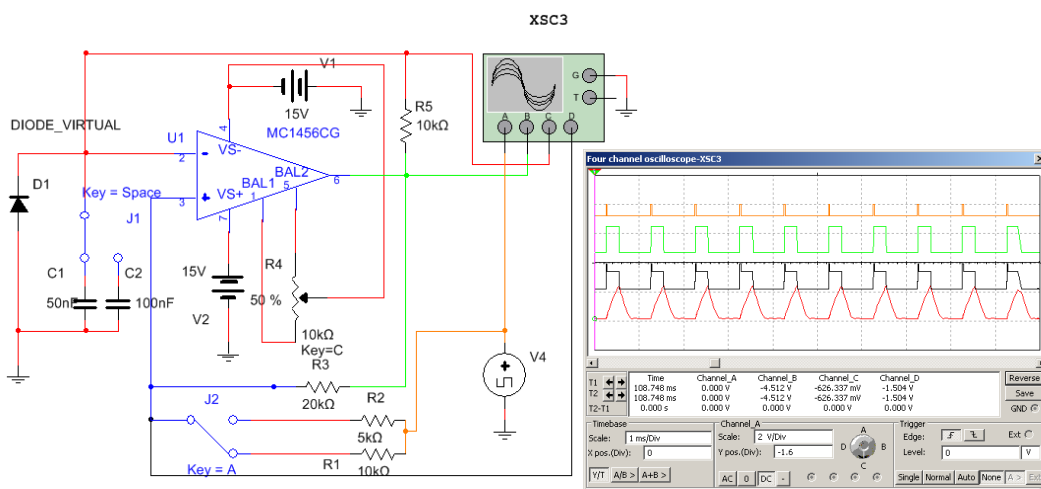 XSC3
V1
15V
MC1456CG
R5
10kΩ
G
T
A B C D
DIODE_VIRTUAL
U1
4
VS-
2
-
BAL2
5
6
BAL1
VS+
1
3
+
7
D1
Key = Space
J1
C1
C2
50nF
100nF
15V
V2
R4
50 %
10kΩ
Key=C
R3
20kΩ
V4
J2
R2
5kΩ
R1
10kΩ
Key = A
Four channel oscilloscope-XSC3
Time Channel_A Channel_B Channel_C Channel_D
T1 108.748 ms 0.000 V -4.512 V -626.337 mV -1.504 V
T2 108.748 ms 0.000 V -4.512 V -626.337 mV -1.504 V
T2-T1 0.000 s 0.000 V 0.000 V 0.000 V 0.000 V
Reverse
Save
GND
Timebase
Scale: 1 ms/Div
X pos.(Div): 0
Y/T A/B > A+B >
Channel_A
Scale: 2 V/Div
Y pos.(Div): -1.6
AC 0 DC -
A
B
C
D
Trigger
Edge:
Ext
Level: 0 V
Single Normal Auto None A > Ext